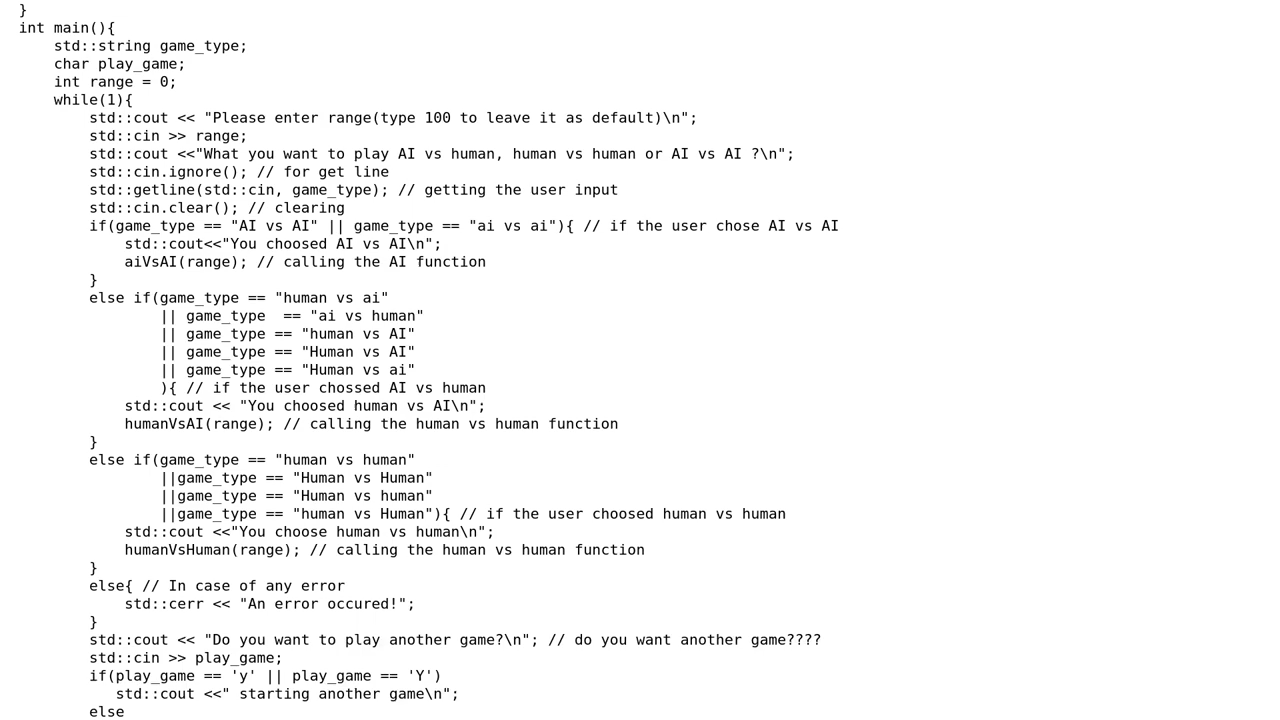 }
int main(){
    std::string game_type;
    char play_game;
    int range = 0;
    while(1){
        std::cout << "Please enter range(type 100 to leave it as default)\n";
        std::cin >> range;
        std::cout <<"What you want to play AI vs human, human vs human or AI vs AI ?\n";
        std::cin.ignore(); // for get line
        std::getline(std::cin, game_type); // getting the user input
        std::cin.clear(); // clearing
        if(game_type == "AI vs AI" || game_type == "ai vs ai"){ // if the user chose AI vs AI
            std::cout<<"You choosed AI vs AI\n";
            aiVsAI(range); // calling the AI function
        }
        else if(game_type == "human vs ai"
                || game_type  == "ai vs human"
                || game_type == "human vs AI"
                || game_type == "Human vs AI"
                || game_type == "Human vs ai"
                ){ // if the user chossed AI vs human
            std::cout << "You choosed human vs AI\n";
            humanVsAI(range); // calling the human vs human function
        }
        else if(game_type == "human vs human"
                ||game_type == "Human vs Human"
                ||game_type == "Human vs human"
                ||game_type == "human vs Human"){ // if the user choosed human vs human
            std::cout <<"You choose human vs human\n";
            humanVsHuman(range); // calling the human vs human function
        }
        else{ // In case of any error
            std::cerr << "An error occured!";
        }
        std::cout << "Do you want to play another game?\n"; // do you want another game????
        std::cin >> play_game;
        if(play_game == 'y' || play_game == 'Y')
           std::cout <<" starting another game\n";
        else